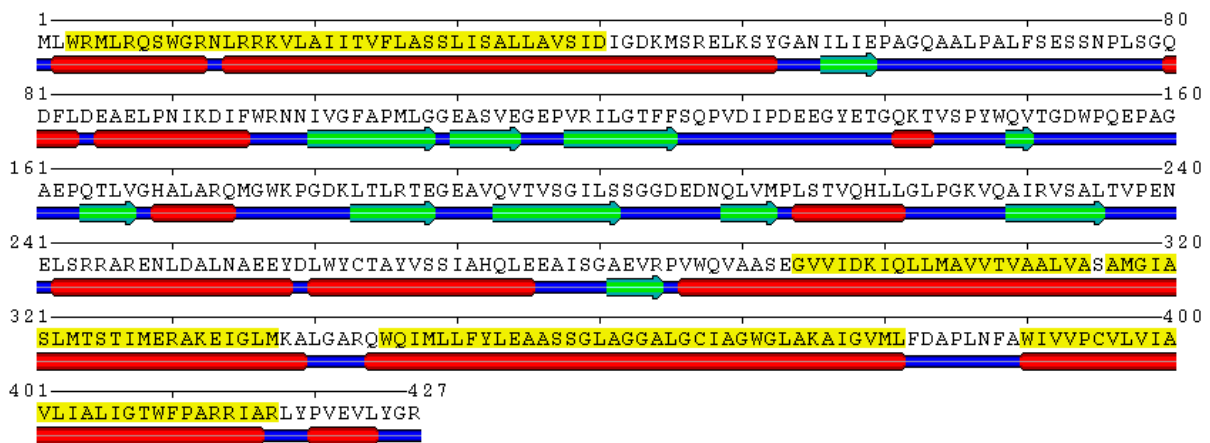 1 80
MLWRMLRQSWGRNLRRKVLAIITVFLASSLISALLAVSIDIGDKMSRELKSYGANILIEPAGQAALPALFSESSNPLSGQ
81 160
DFLDEAELPNIKDIFWRNNIVGFAPMLGGEASVEGEPVRILGTFFSQPVDIPDEEGYETGQKTVSPYWQVTGDWPQEPAG
161 240
AEPQTLVGHALARQMGWKPGDKLTLRTEGEAVQVTVSGILSSGGDEDNQLVMPLSTVQHLLGLPGKVQAIRVSALTVPEN
241 320
ELSRRARENLDALNAEEYDLWYCTAYVSSIAHQLEEAISGAEVRPVWQVAASEGVVIDKIQLLMAVVTVAALVASAMGIA
321 400
SLMTSTIMERAKEIGLMKALGARQWQIMLLFYLEAASSGLAGGALGCIAGWGLAKAIGVMLFDAPLNFAWIVVPCVLVIA
401 427
VLIALIGTWFPARRIARLYPVEVLYGR